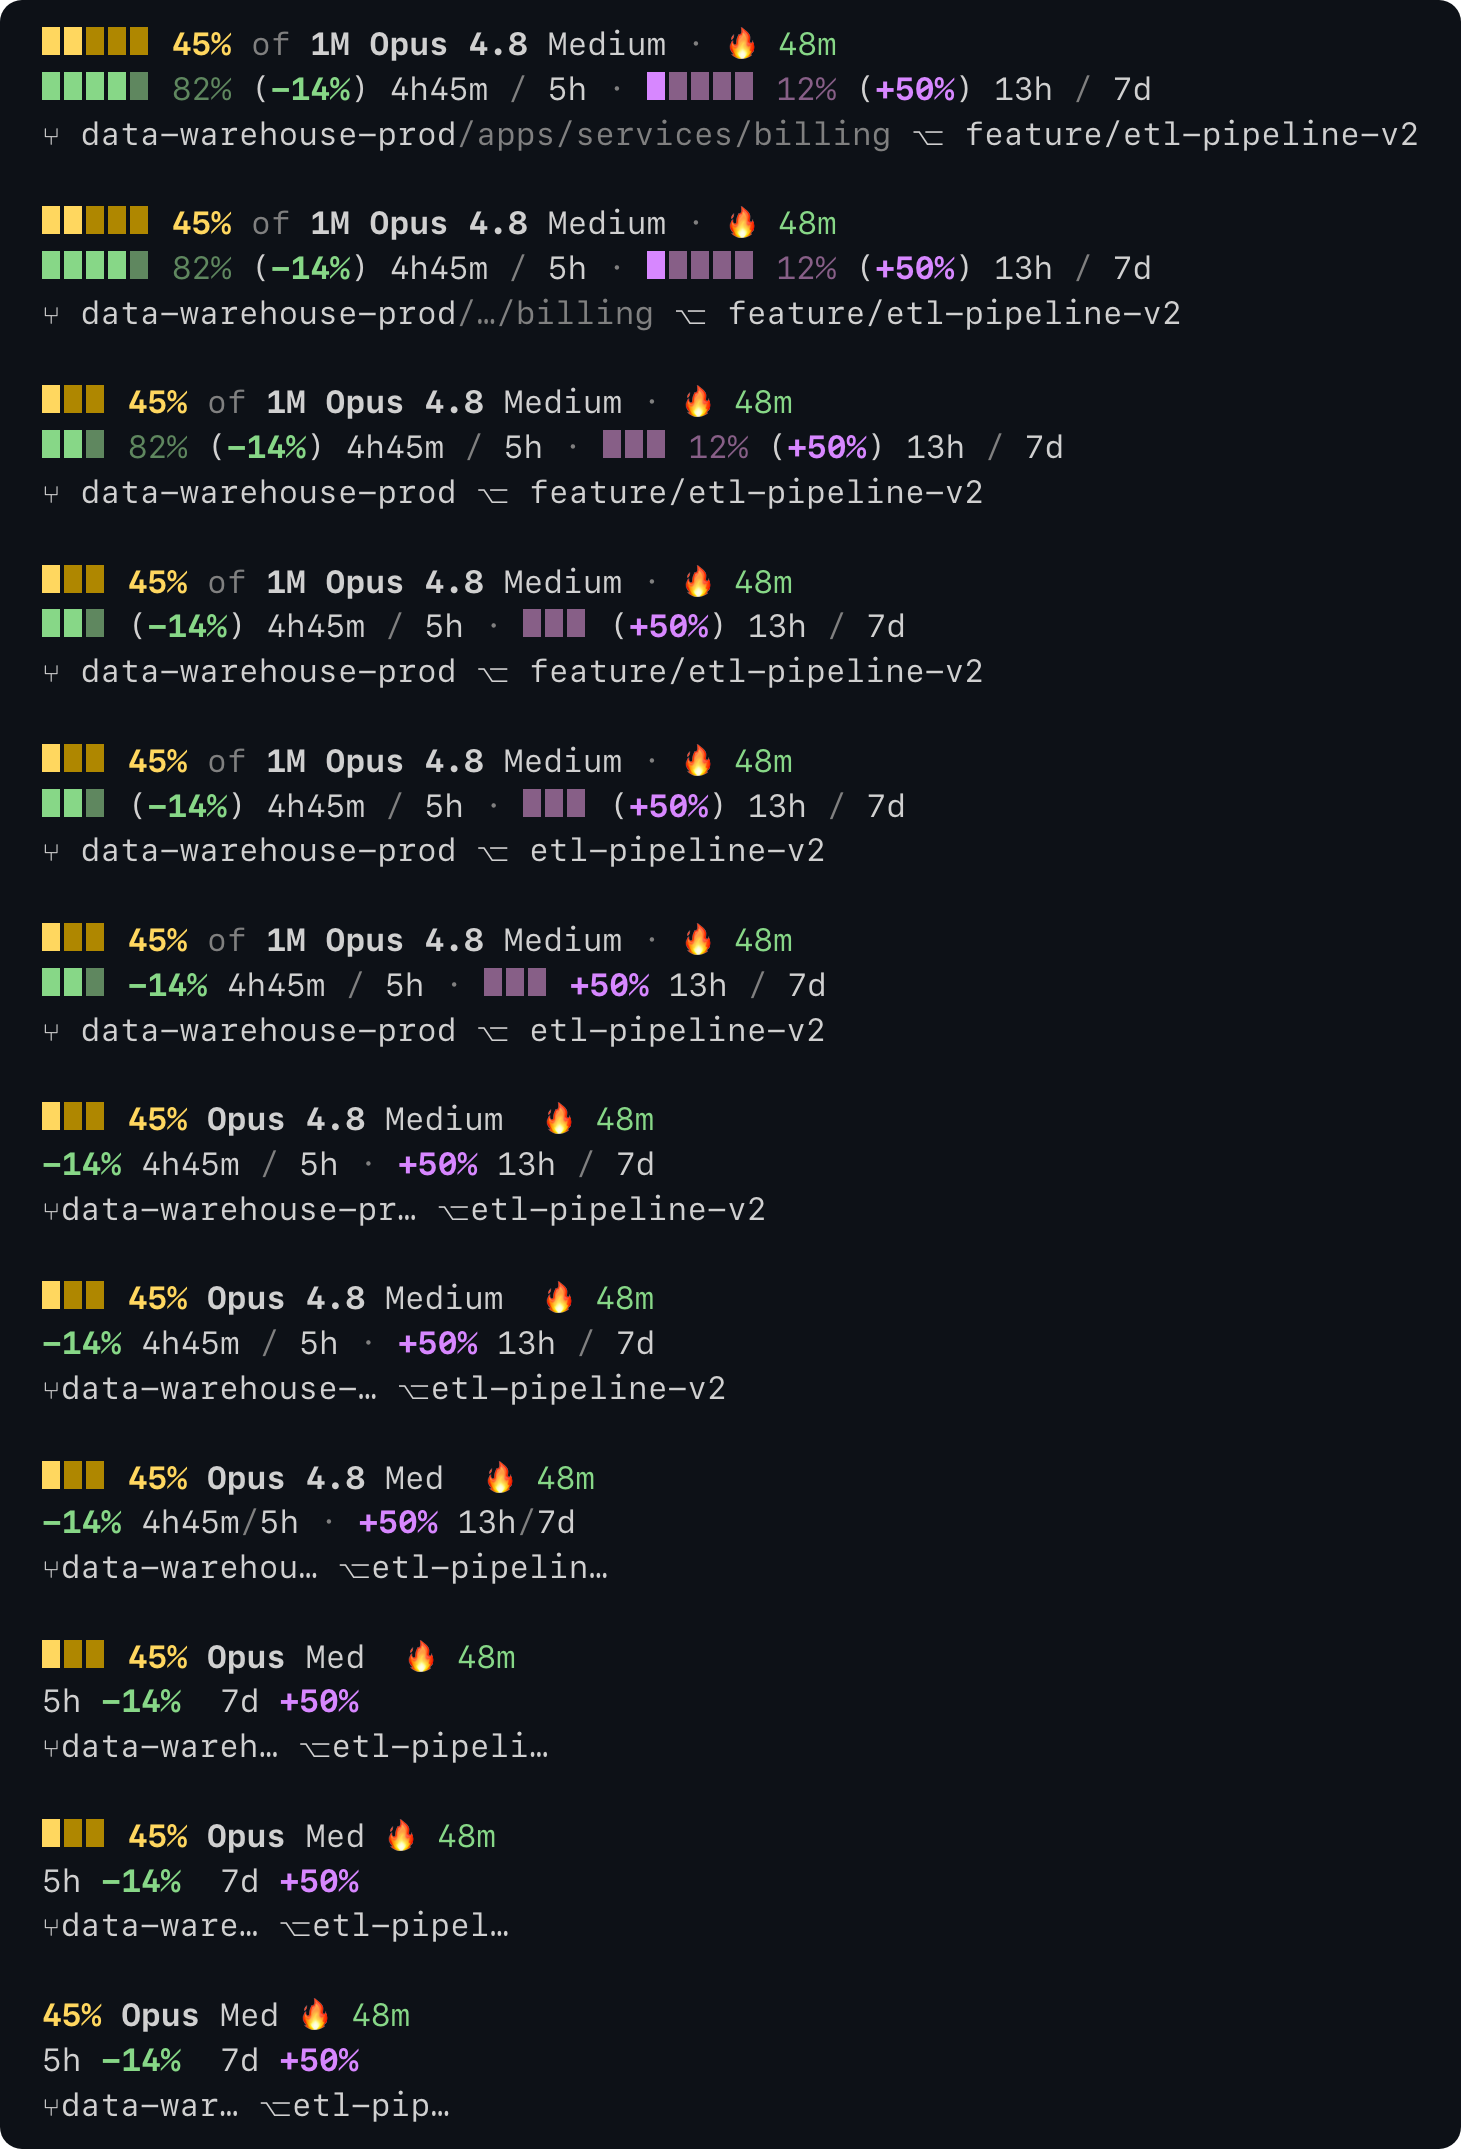 45% of 1M Opus 4.8 Medium · 🔥 48m
82% (−14%) 4h45m / 5h · 12% (+50%) 13h / 7d
⑂ data−warehouse−prod/apps/services/billing ⌥ feature/etl−pipeline−v2
45% of 1M Opus 4.8 Medium · 🔥 48m
82% (−14%) 4h45m / 5h · 12% (+50%) 13h / 7d
⑂ data−warehouse−prod/…/billing ⌥ feature/etl−pipeline−v2
45% of 1M Opus 4.8 Medium · 🔥 48m
82% (−14%) 4h45m / 5h · 12% (+50%) 13h / 7d
⑂ data−warehouse−prod ⌥ feature/etl−pipeline−v2
45% of 1M Opus 4.8 Medium · 🔥 48m
(−14%) 4h45m / 5h · (+50%) 13h / 7d
⑂ data−warehouse−prod ⌥ feature/etl−pipeline−v2
45% of 1M Opus 4.8 Medium · 🔥 48m
(−14%) 4h45m / 5h · (+50%) 13h / 7d
⑂ data−warehouse−prod ⌥ etl−pipeline−v2
45% of 1M Opus 4.8 Medium · 🔥 48m
−14% 4h45m / 5h · +50% 13h / 7d
⑂ data−warehouse−prod ⌥ etl−pipeline−v2
45% Opus 4.8 Medium 🔥 48m
−14% 4h45m / 5h · +50% 13h / 7d
⑂data−warehouse−pr… ⌥etl−pipeline−v2
45% Opus 4.8 Medium 🔥 48m
−14% 4h45m / 5h · +50% 13h / 7d
⑂data−warehouse−… ⌥etl−pipeline−v2
45% Opus 4.8 Med 🔥 48m
−14% 4h45m/5h · +50% 13h/7d
⑂data−warehou… ⌥etl−pipelin…
45% Opus Med 🔥 48m
5h −14% 7d +50%
⑂data−wareh… ⌥etl−pipeli…
45% Opus Med 🔥 48m
5h −14% 7d +50%
⑂data−ware… ⌥etl−pipel…
45% Opus Med 🔥 48m
5h −14% 7d +50%
⑂data−war… ⌥etl−pip…